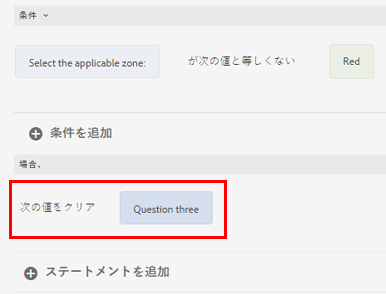 条件
Select the applicable zone: が次の値と等しくない Red
条件を追加
場合、
次の値をクリア Question three
ステートメントを追加